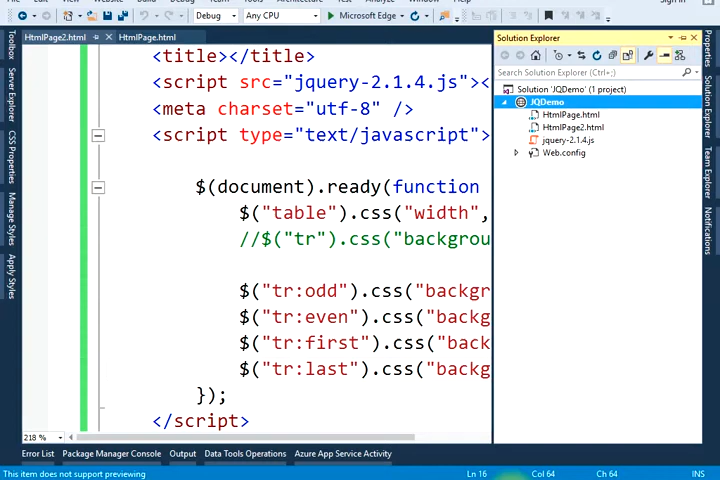 Debug
Any CPU
Microsoft Edge
HtmlPage2.html
HtmlPage.html
Toolbox
Server Explorer
CSS Properties
Manage Styles
Apply Styles
<title></title>
<script src="jquery-2.1.4.js"><
<meta charset="utf-8" />
<script type="text/javascript">
$(document).ready(function
$("table").css("width",
//$("tr").css("backgrou
$("tr:odd").css("backgr
$("tr:even").css("backg
$("tr:first").css("back
$("tr:last").css("backg
});
</script>
218 %
Solution Explorer
Search Solution Explorer (Ctrl+;)
Solution 'JQDemo' (1 project)
JQDemo
HtmlPage.html
HtmlPage2.html
jquery-2.1.4.js
Web.config
Properties
Solution Explorer
Team Explorer
Notifications
Error List
Package Manager Console
Output
Data Tools Operations
Azure App Service Activity
This item does not support previewing
Ln 16
Col 64
Ch 64
INS